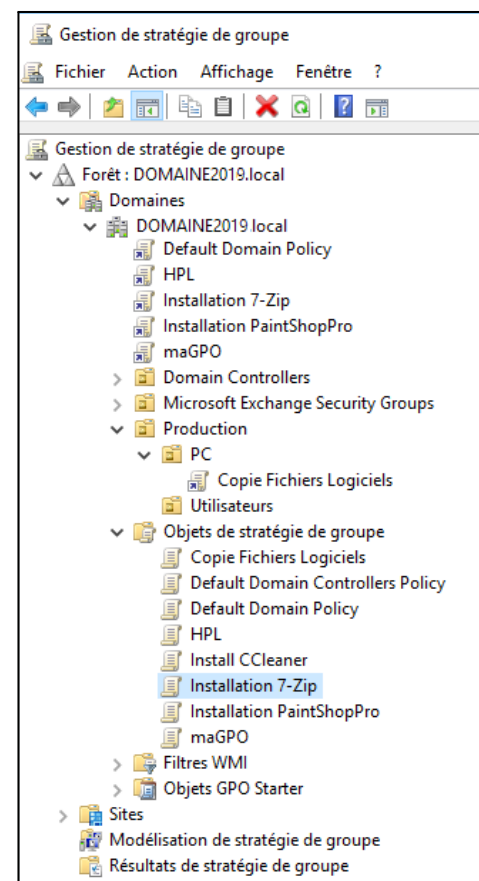 Gestion de stratégie de groupe
Fichier Action Affichage Fenêtre ?
Gestion de stratégie de groupe
Forêt : DOMAINE2019.local
Domaines
DOMAINE2019.local
Default Domain Policy
HPL
Installation 7-Zip
Installation PaintShopPro
maGPO
Domain Controllers
Microsoft Exchange Security Groups
Production
PC
Copie Fichiers Logiciels
Utilisateurs
Objets de stratégie de groupe
Copie Fichiers Logiciels
Default Domain Controllers Policy
Default Domain Policy
HPL
Install CCleaner
Installation 7-Zip
Installation PaintShopPro
maGPO
Filtres WMI
Objets GPO Starter
Sites
Modélisation de stratégie de groupe
Résultats de stratégie de groupe